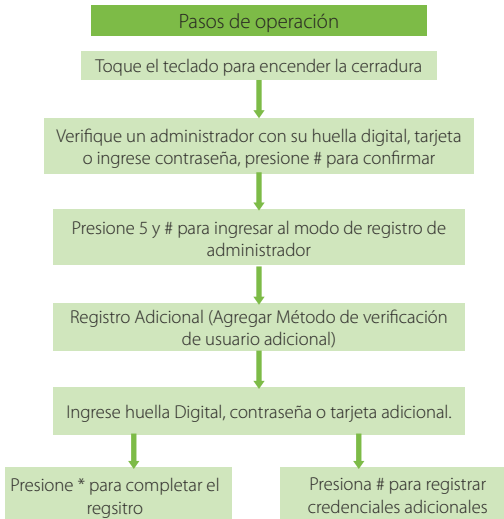 Pasos de operación
Toque el teclado para encender la cerradura
Verifique un administrador con su huella digital, tarjeta
o ingrese contraseña, presione # para confirmar
Presione 5 y # para ingresar al modo de registro de
administrador
Registro Adicional (Agregar Método de verificación
de usuario adicional)
Ingrese huella Digital, contraseña o tarjeta adicional.
Presione * para completar el
regsitro
Presiona # para registrar
credenciales adicionales